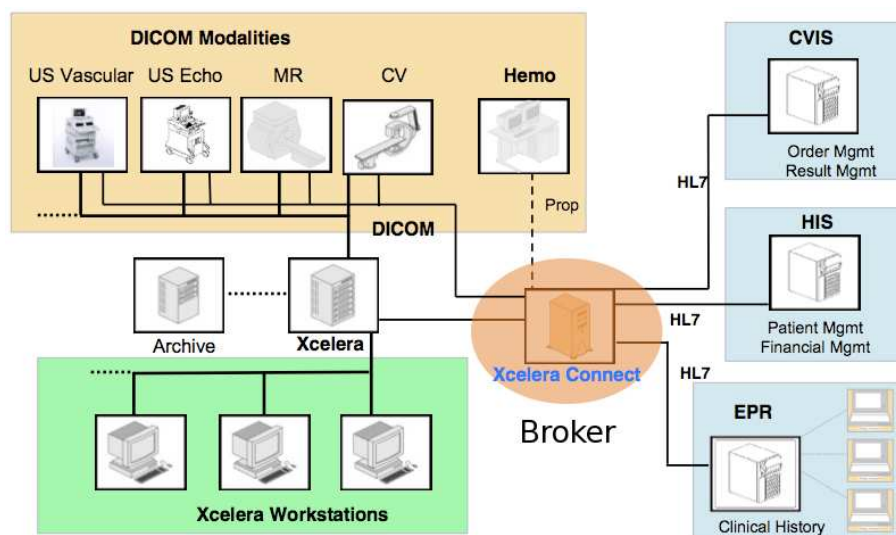 DICOM Modalities
US Vascular
US Echo
MR
CV
Hemo
Prop
DICOM
Archive
Xcelera
Xcelera Workstations
Xcelera Connect
Broker
CVIS
Order Mgmt
Result Mgmt
HL7
HIS
Patient Mgmt
Financial Mgmt
HL7
HL7
EPR
Clinical History